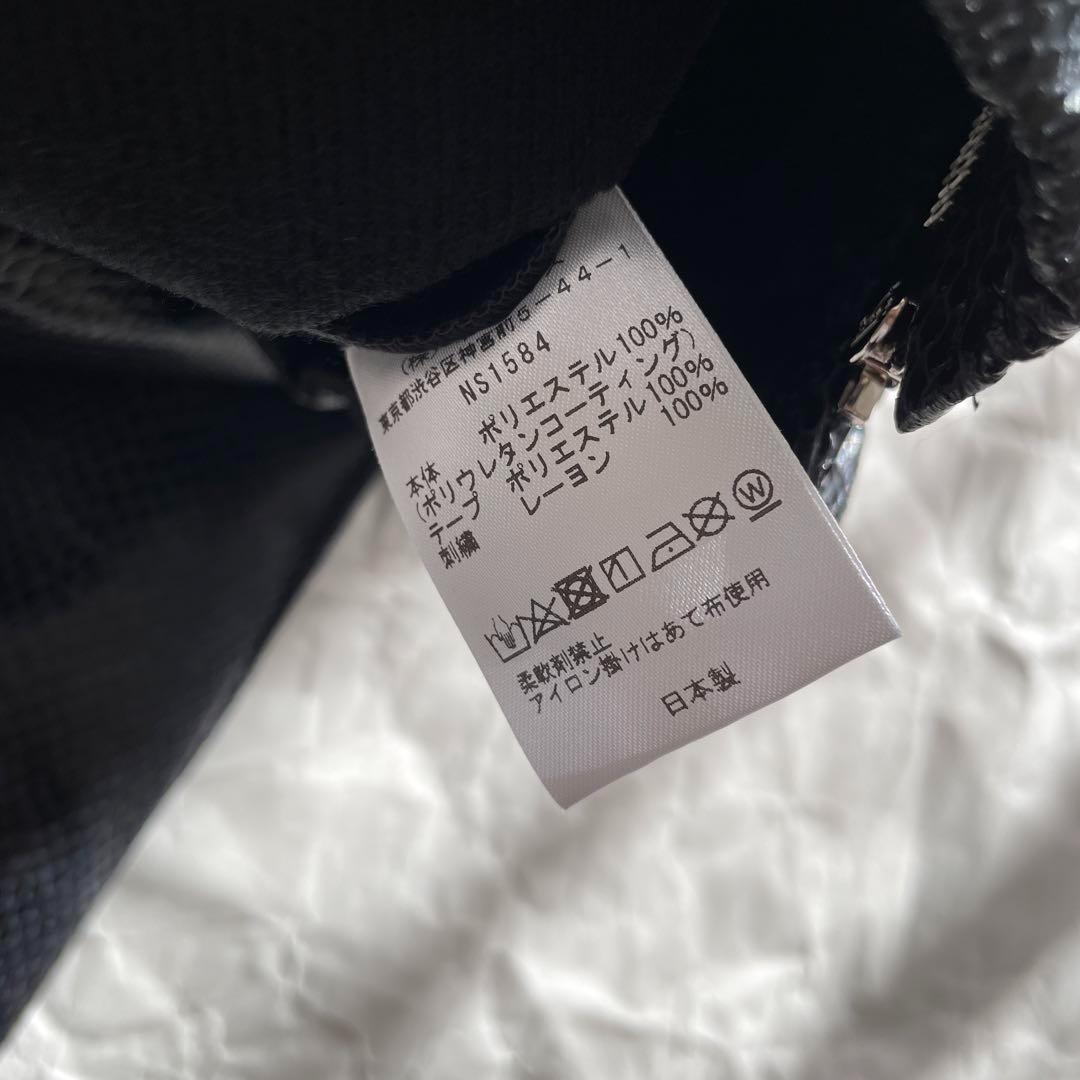 (株)
東京都渋谷区神宮前5-44-1
NS1584
本体 ポリエステル100%
(ポリウレタンコーティング)
テープ ポリエステル100%
刺繍 レーヨン 100%
W
柔軟剤禁止
アイロン掛けはあて布使用
日本製